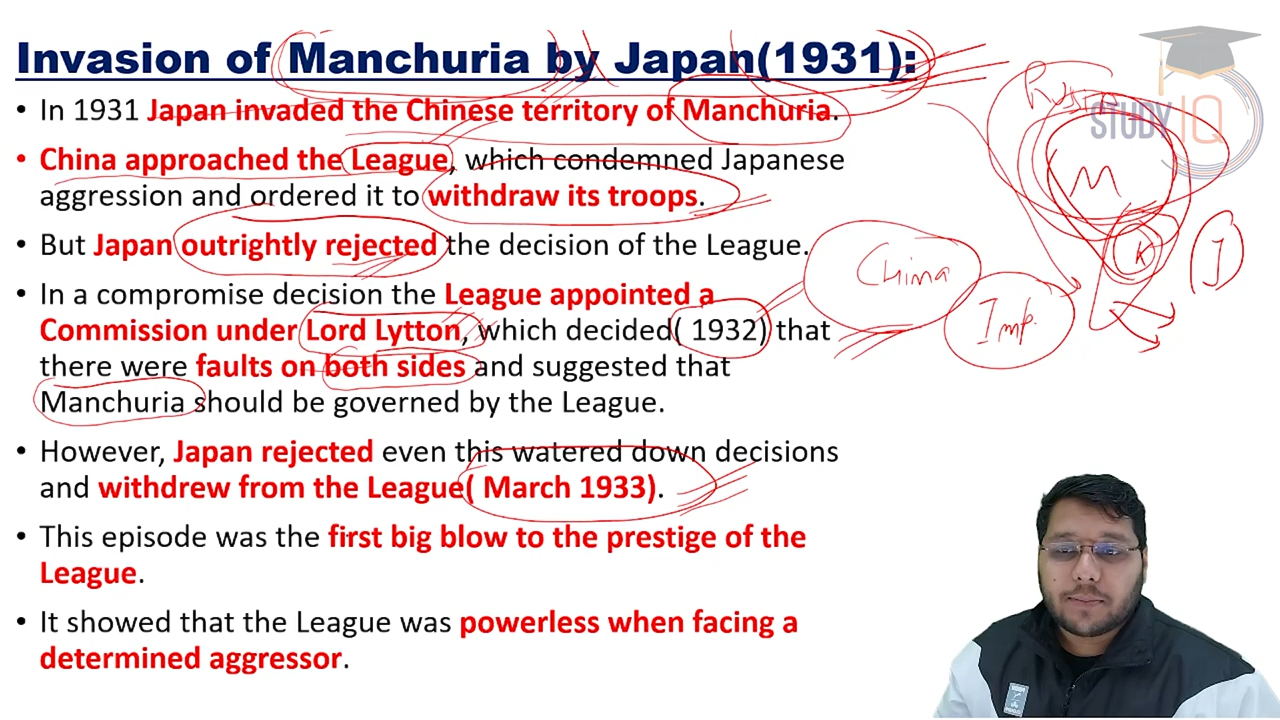 Invasion of Manchuria by Japan(1931):
• In 1931 Japan invaded the Chinese territory of Manchuria.
• China approached the League, which condemned Japanese
aggression and ordered it to withdraw its troops.
• But Japan outrightly rejected the decision of the League.
• In a compromise decision the League appointed a
Commission under Lord Lytton, which decided( 1932) that
there were faults on both sides and suggested that
Manchuria should be governed by the League.
• However, Japan rejected even this watered down decisions
and withdrew from the League( March 1933).
• This episode was the first big blow to the prestige of the
League.
• It showed that the League was powerless when facing a
determined aggressor.
STUDY IQ
Russia
M
K
J
China
Imp.